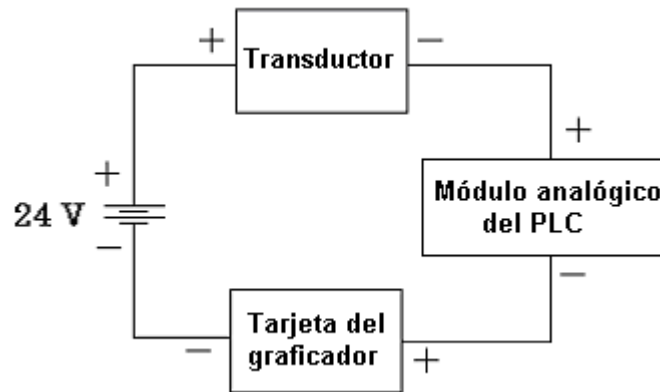 +
Transductor
−
+
+
Módulo analógico
del PLC
24 V
−
−
Tarjeta del
graficador
−
+